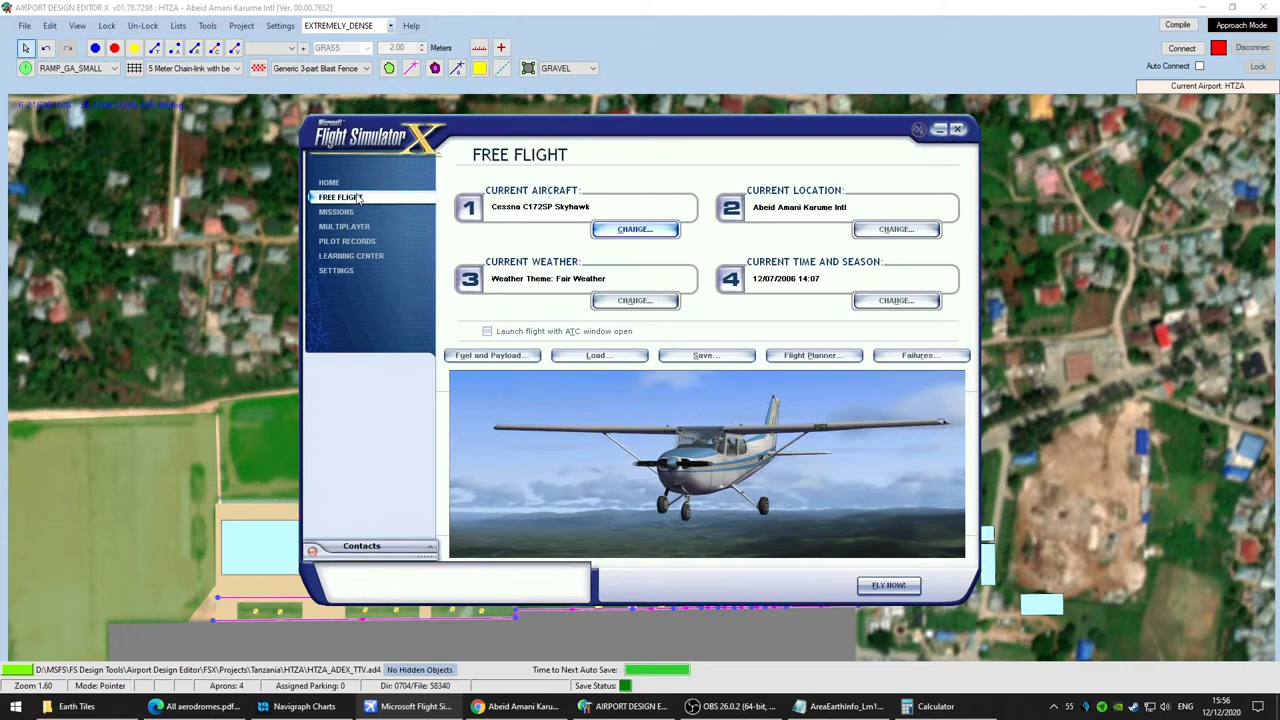 AIRPORT DESIGN EDITOR X v01.78.7298 : HTZA - Abeid Amani Karume Intl [Ver. 00.00.7652]
File Edit View Lock Un-Lock Lists Tools Project Settings EXTREMELY_DENSE Help
Compile Approach Mode
GRASS 2.00 Meters
Connect Disconnec
RAMP_GA_SMALL 5 Meter Chain-link with be Generic 3-part Blast Fence
Auto Connect Lock
Current Airport: HTZA
Microsoft
Flight Simulator X
FREE FLIGHT
HOME
FREE FLIGHT
MISSIONS
MULTIPLAYER
PILOT RECORDS
LEARNING CENTER
SETTINGS
CURRENT AIRCRAFT:
1 Cessna C172SP Skyhawk
CHANGE...
CURRENT LOCATION:
2 Abeid Amani Karume Intl
CHANGE...
CURRENT WEATHER:
3 Weather Theme: Fair Weather
CHANGE...
CURRENT TIME AND SEASON:
4 12/07/2006 14:07
CHANGE...
Launch flight with ATC window open
Fuel and Payload... Load... Save... Flight Planner... Failures...
Contacts
FLY NOW!
D:\MSFS\FS Design Tools\Airport Design Editor\FSX\Projects\Tanzania\HTZA\HTZA_ADEX_TTV.ad4 No Hidden Objects Time to Next Auto Save:
Zoom 1.60 Mode: Pointer Aprons: 4 Assigned Parking: 0 Dir: 0704/File: 58340 Save Status:
Earth Tiles All aerodromes.pdf... Navigraph Charts Microsoft Flight Si... Abeid Amani Karu... AIRPORT DESIGN E... OBS 26.0.2 (64-bit, ... AreaEarthInfo_Lm1... Calculator 55 ENG 15:56
12/12/2020